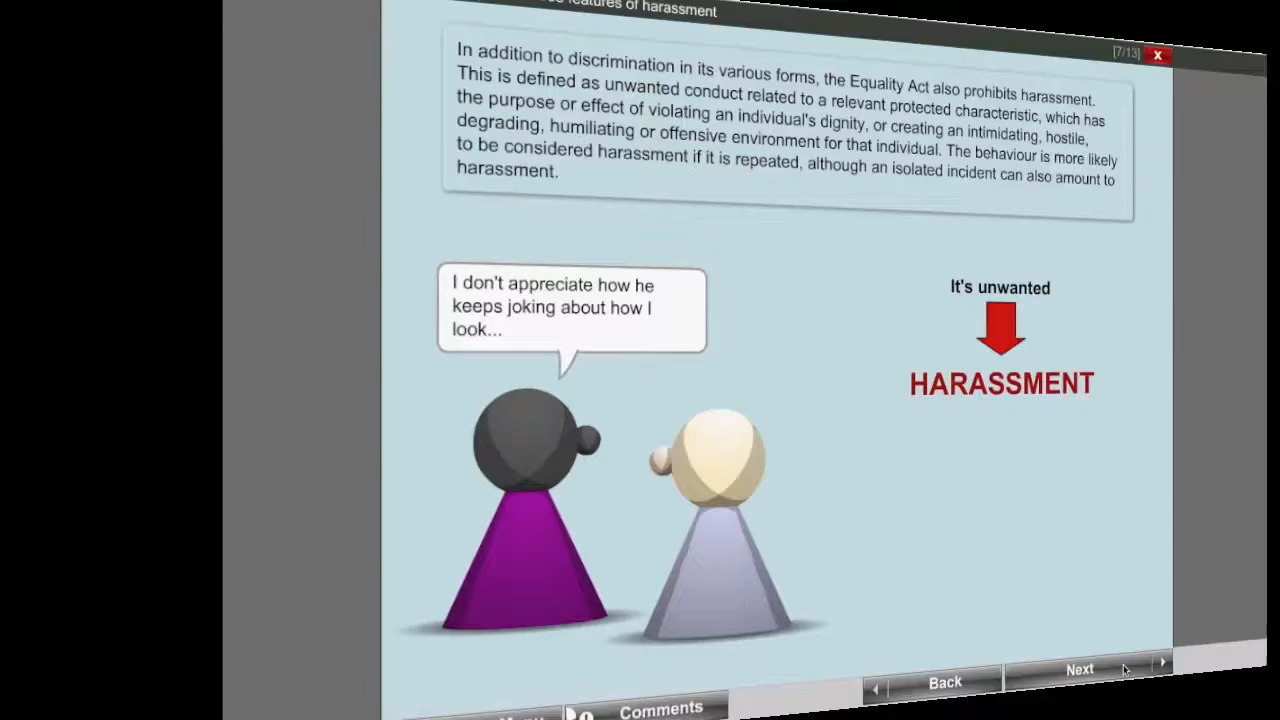 features of harassment
[7/13]
X
In addition to discrimination in its various forms, the Equality Act also prohibits harassment.
This is defined as unwanted conduct related to a relevant protected characteristic, which has
the purpose or effect of violating an individual's dignity, or creating an intimidating, hostile,
degrading, humiliating or offensive environment for that individual. The behaviour is more likely
to be considered harassment if it is repeated, although an isolated incident can also amount to
harassment.
I don't appreciate how he
keeps joking about how I
look...
It's unwanted
HARASSMENT
Back
Next
Comments